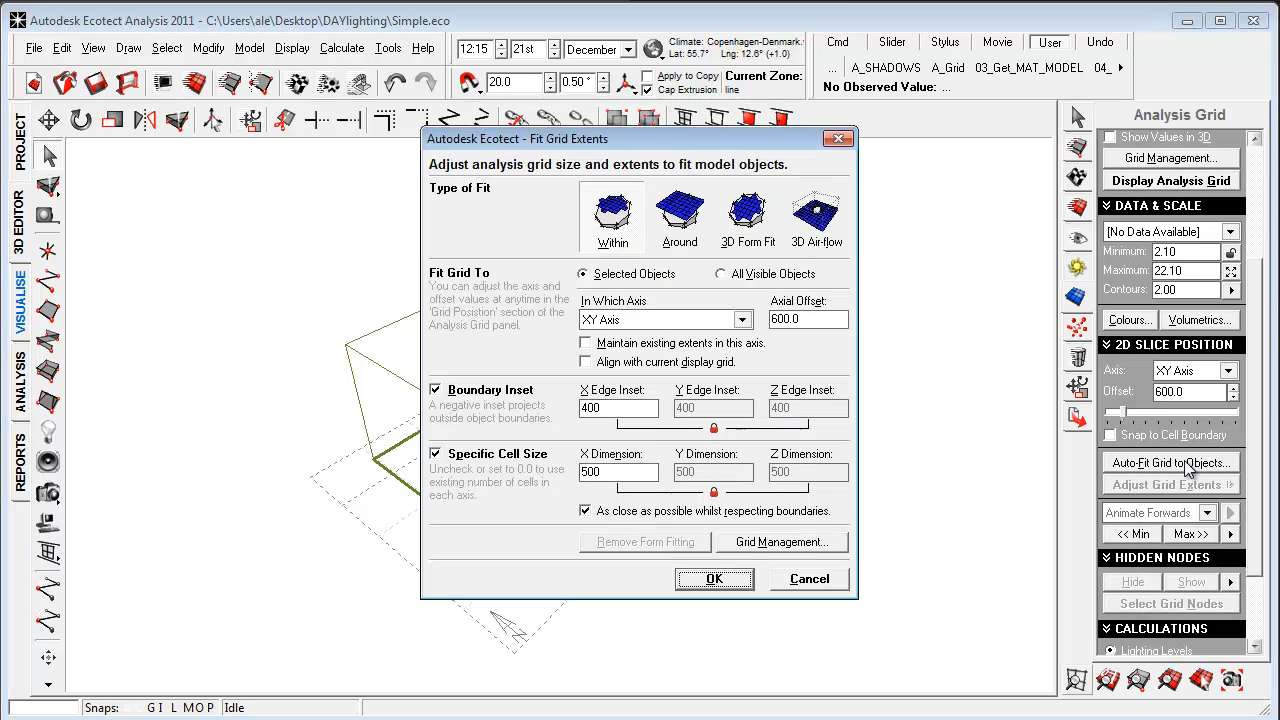 Autodesk Ecotect Analysis 2011 - C:\Users\ale\Desktop\DAYlighting\Simple.eco
File Edit View Draw Select Modify Model Display Calculate Tools Help
12:15 21st December
Climate: Copenhagen-Denmark.
Lat: 55.7° Lng: 12.6° (+1.0)
Cmd Slider Stylus Movie User Undo
A_SHADOWS A_Grid 03_Get_MAT_MODEL 04_
No Observed Value: ...
20.0 0.50 °
Apply to Copy
Cap Extrusion
Current Zone:
line
PROJECT
3D EDITOR
VISUALISE
ANALYSIS
REPORTS
Autodesk Ecotect - Fit Grid Extents
Adjust analysis grid size and extents to fit model objects.
Type of Fit
Within Around 3D Form Fit 3D Air-flow
Fit Grid To
You can adjust the axis and
offset values at anytime in the
'Grid Posistion' section of the
Analysis Grid panel.
Selected Objects All Visible Objects
In Which Axis Axial Offset:
XY Axis 600.0
Maintain existing extents in this axis.
Align with current display grid.
Boundary Inset
A negative inset projects
outside object boundaries.
X Edge Inset: Y Edge Inset: Z Edge Inset:
400 400 400
Specific Cell Size
Uncheck or set to 0.0 to use
existing number of cells in
each axis.
X Dimension: Y Dimension: Z Dimension:
500 500 500
As close as possible whilst respecting boundaries.
Remove Form Fitting Grid Management...
OK Cancel
N
Analysis Grid
Show Values in 3D
Grid Management...
Display Analysis Grid
DATA & SCALE
[No Data Available]
Minimum: 2.10
Maximum: 22.10
Contours: 2.00
Colours... Volumetrics...
2D SLICE POSITION
Axis: XY Axis
Offset: 600.0
Snap to Cell Boundary
Auto-Fit Grid to Objects...
Adjust Grid Extents
Animate Forwards
<< Min Max >>
HIDDEN NODES
Hide Show
Select Grid Nodes
CALCULATIONS
Lighting Levels
Snaps: G I L M O P Idle